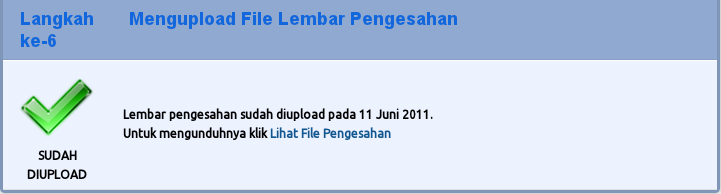 Langkah ke-6
Mengupload File Lembar Pengesahan
SUDAH DIUPLOAD
Lembar pengesahan sudah diupload pada 11 Juni 2011.
Untuk mengunduhnya klik Lihat File Pengesahan